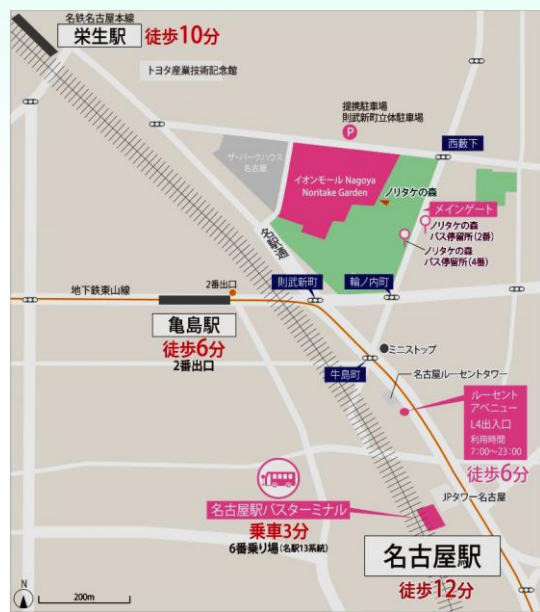 名鉄名古屋本線
栄生駅 徒歩10分
トヨタ産業技術記念館
提携駐車場
則武新町立体駐車場
P
西薮下
ザ・パークハウス
名古屋
イオンモール Nagoya
Noritake Garden
ノリタケの森
メインゲート
ノリタケの森
バス停留所(2番)
ノリタケの森
バス停留所(4番)
名駅通
地下鉄東山線
2番出口
則武新町
輪ノ内町
亀島駅
徒歩6分
2番出口
ミニストップ
牛島町
名古屋ルーセントタワー
ルーセント
アベニュー
L4出入口
利用時間
7:00〜23:00
徒歩6分
JPタワー名古屋
名古屋駅バスターミナル
乗車3分
6番乗り場(名駅13系統)
名古屋駅
徒歩12分
N
200m